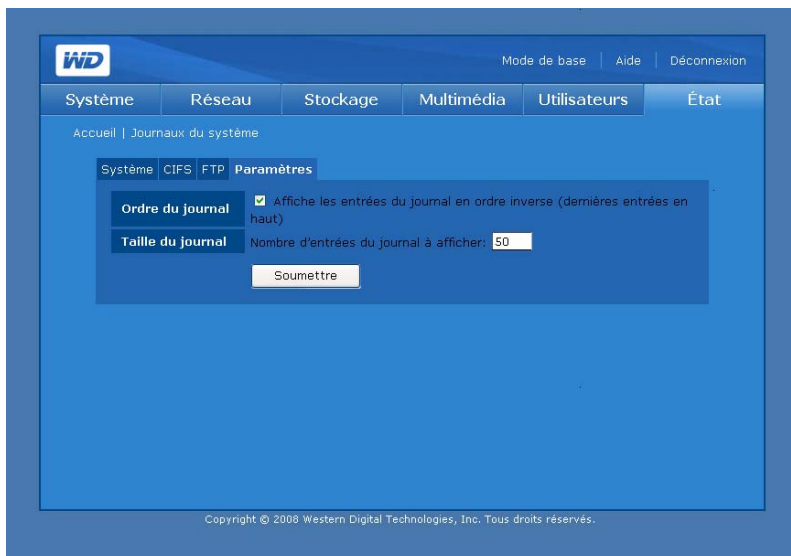 WD
Mode de base | Aide | Déconnexion
Système Réseau Stockage Multimédia Utilisateurs État
Accueil | Journaux du système
Système CIFS FTP Paramètres
Ordre du journal
Affiche les entrées du journal en ordre inverse (dernières entrées en
haut)
Taille du journal
Nombre d'entrées du journal à afficher: 50
Soumettre
Copyright © 2008 Western Digital Technologies, Inc. Tous droits réservés.